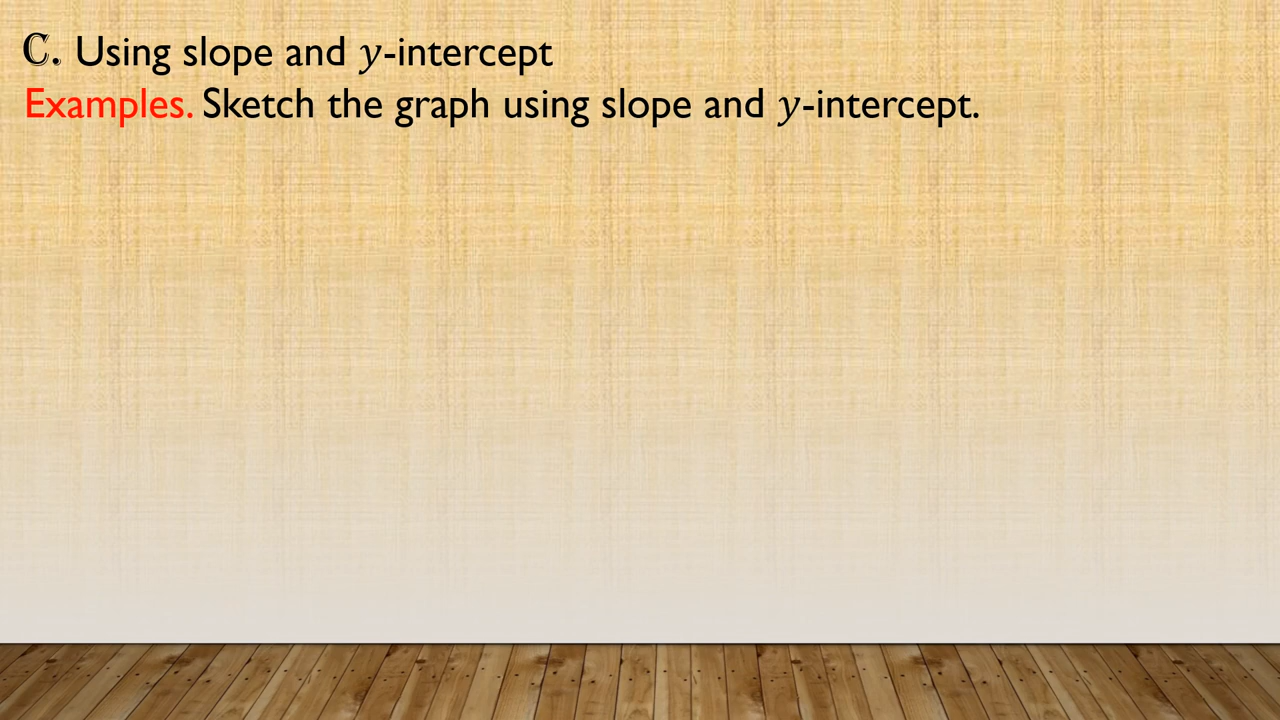 ℂ. Using slope and y-intercept
Examples. Sketch the graph using slope and y-intercept.